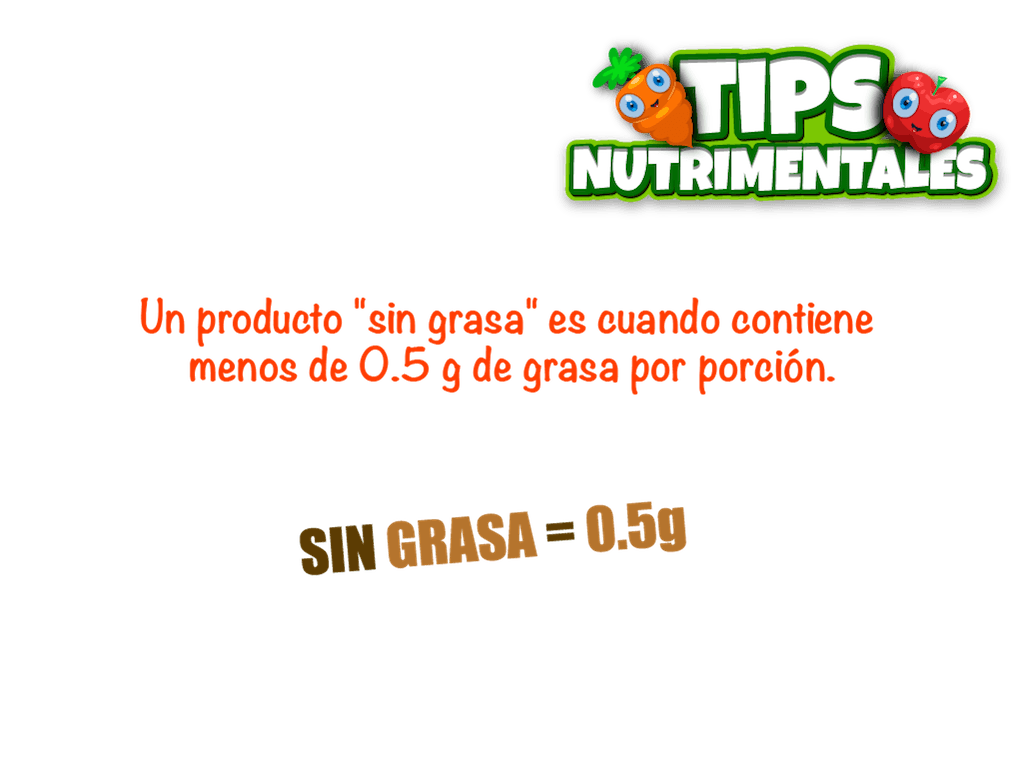 TIPS
NUTRIMENTALES
Un producto "sin grasa" es cuando contiene
menos de 0.5 g de grasa por porción.
SIN GRASA = 0.5g